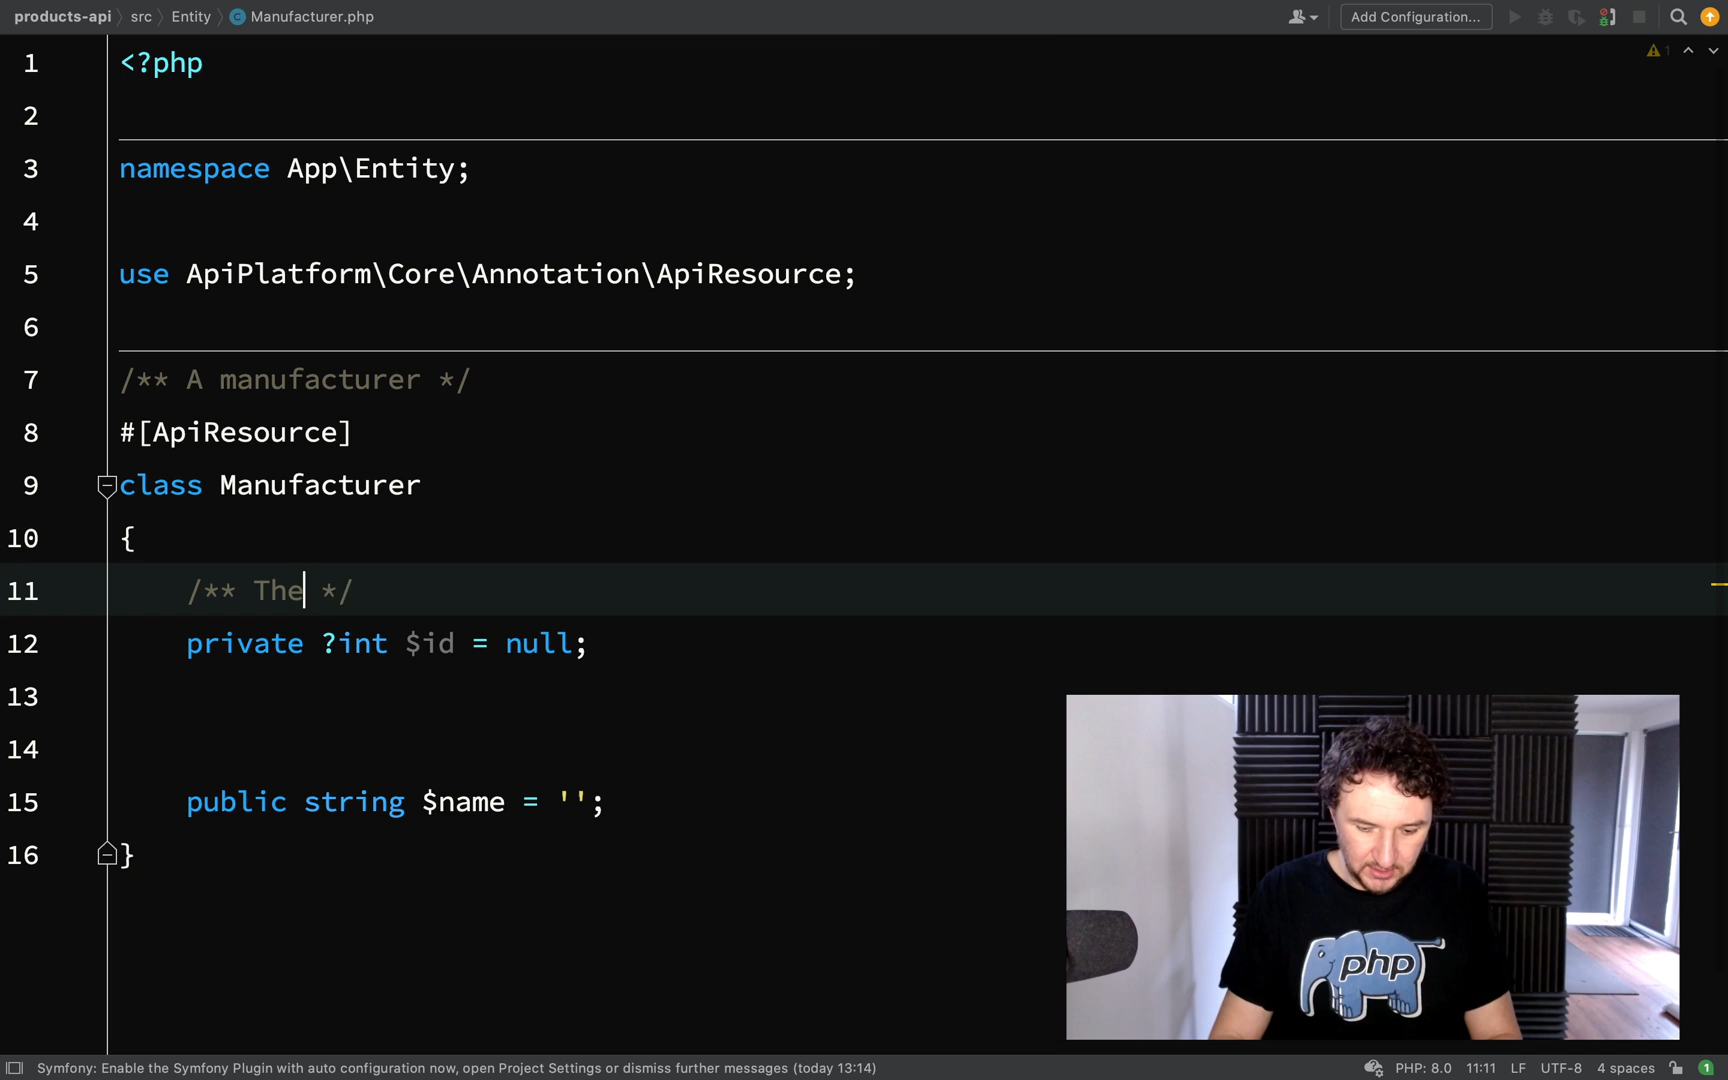 products-api src Entity C Manufacturer.php Add Configuration...
1 <?php 1
2
3 namespace App\Entity;
4
5 use ApiPlatform\Core\Annotation\ApiResource;
6
7 /** A manufacturer */
8 #[ApiResource]
9 class Manufacturer
10 {
11 /** The */
12 private ?int $id = null;
13
14
15 public string $name = '';
16 }
php
Symfony: Enable the Symfony Plugin with auto configuration now, open Project Settings or dismiss further messages (today 13:14) PHP: 8.0 11:11 LF UTF-8 4 spaces 1